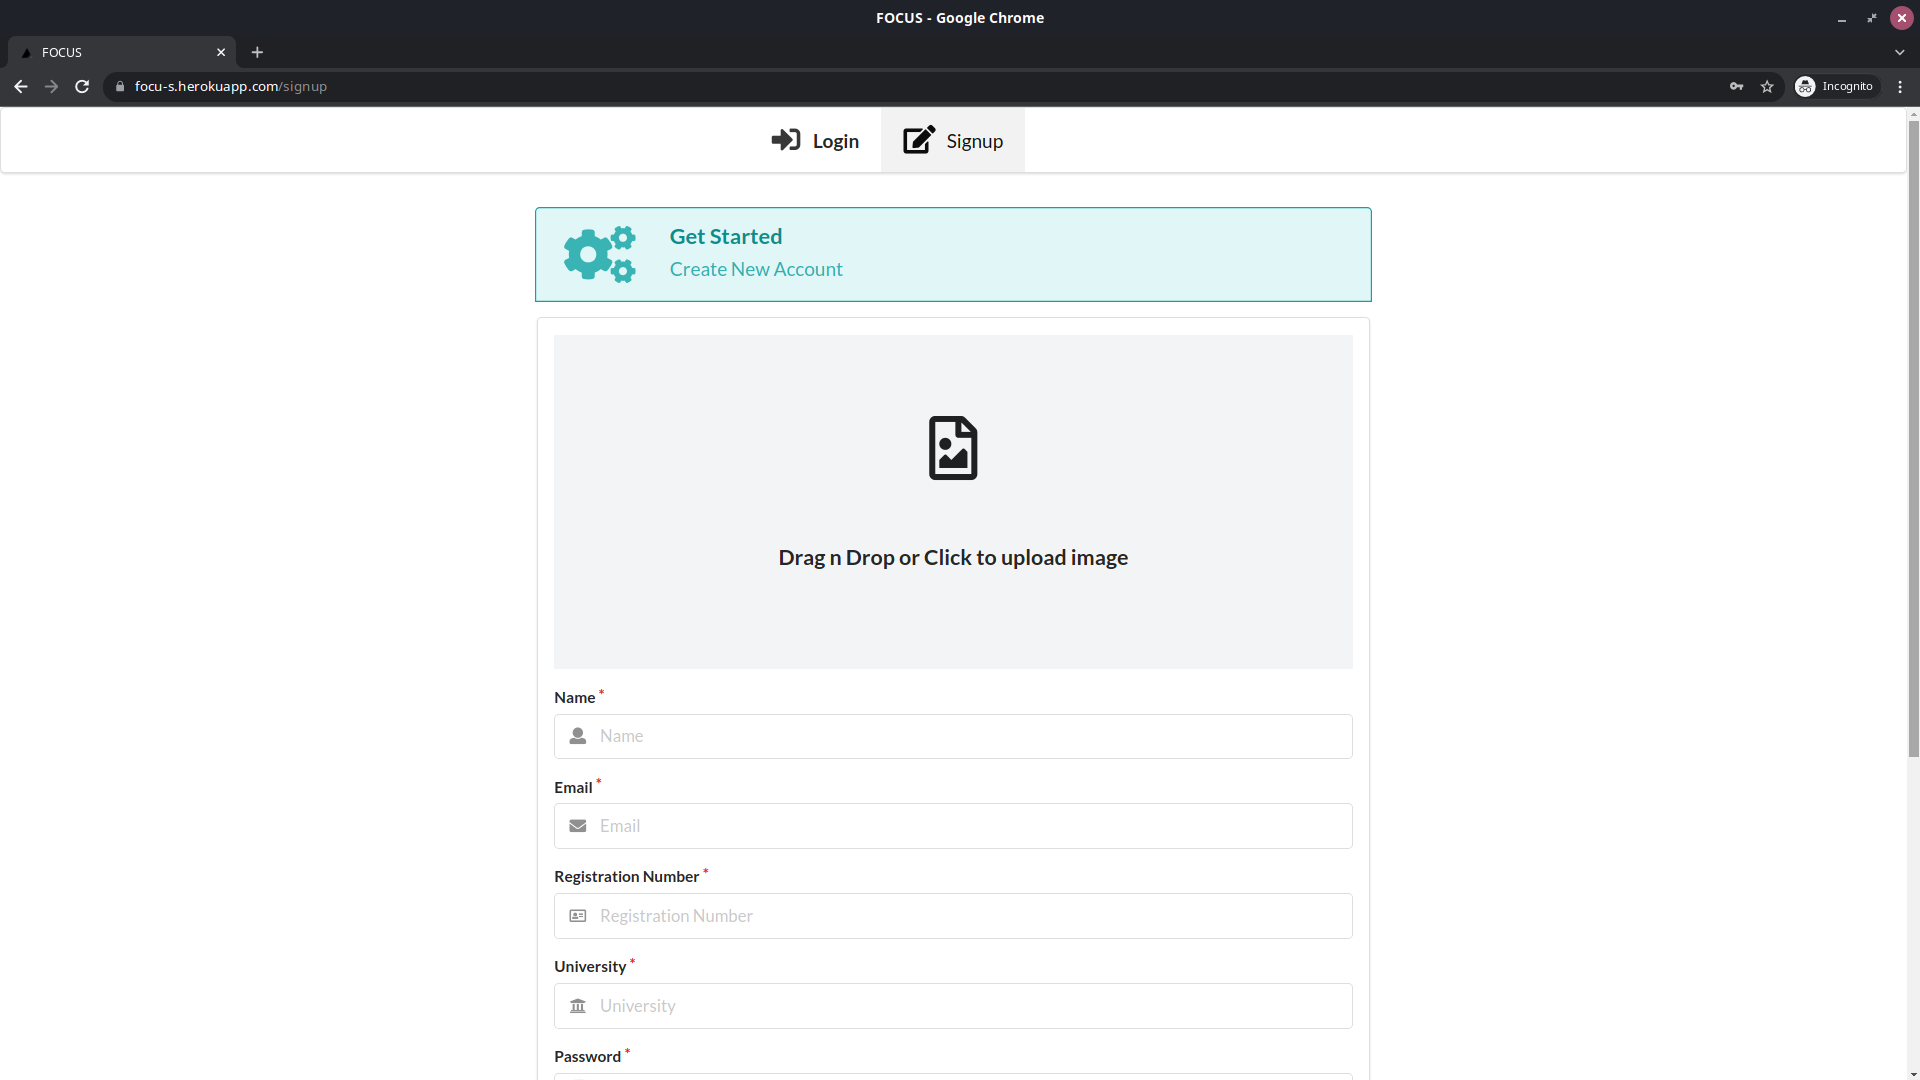 FOCUS - Google Chrome
FOCUS
focu-s.herokuapp.com/signup
Incognito
Login
Signup
Get Started
Create New Account
Drag n Drop or Click to upload image
Name *
Name
Email *
Email
Registration Number *
Registration Number
University *
University
Password *